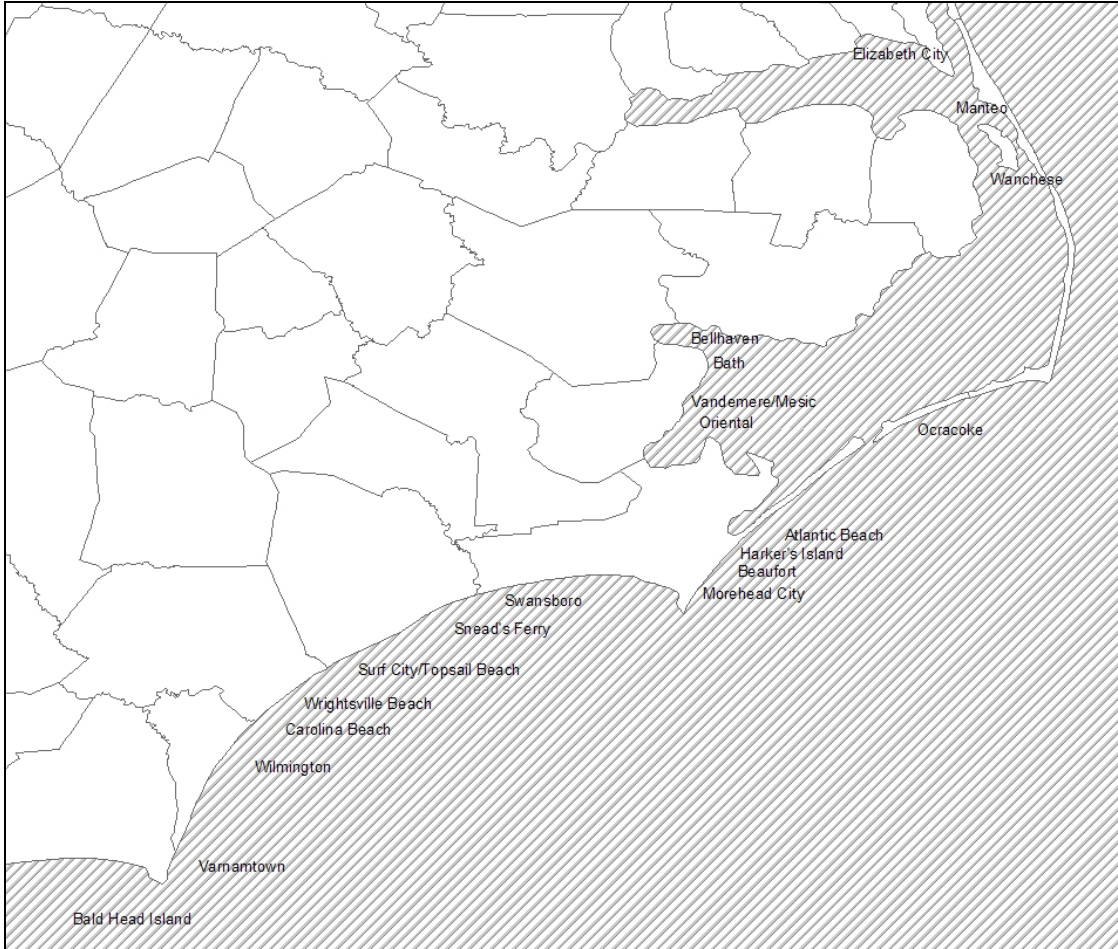 Elizabeth City
Manteo
Wanchese
Bellhaven
Bath
Vandemere/Mesic
Oriental
Ocracoke
Atlantic Beach
Harker's Island
Beaufort
Morehead City
Swansboro
Snead's Ferry
Surf City/Topsail Beach
Wrightsville Beach
Carolina Beach
Wilmington
Varnamtown
Bald Head Island